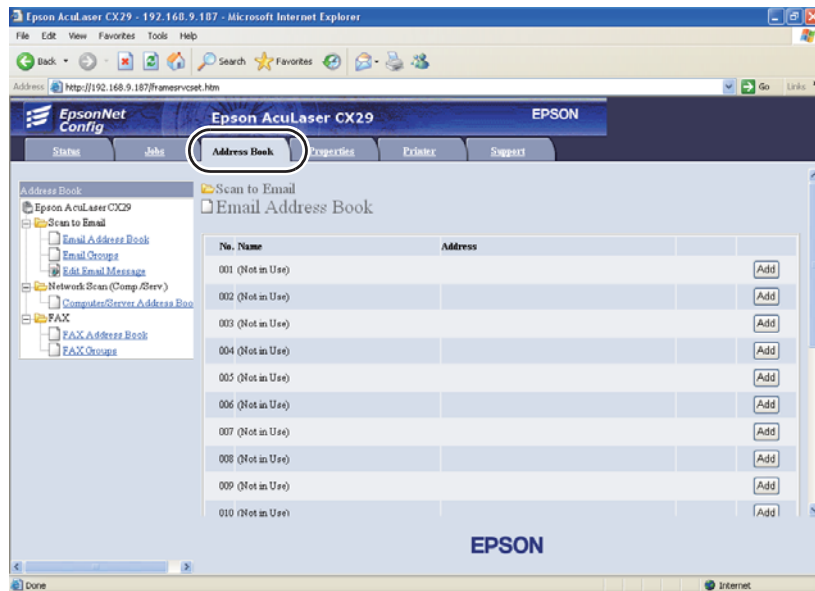 Epson AcuLaser CX29 - 192.168.9.187 - Microsoft Internet Explorer
File Edit View Favorites Tools Help
Back Search Favorites
Address http://192.168.9.187/framesrvcset.htm Go Links
EpsonNet
Config
Epson AcuLaser CX29
EPSON
Status Jobs Address Book Properties Printer Support
Address Book
Epson AcuLaser CX29
Scan to Email
Email Address Book
Email Groups
Edit Email Message
Network Scan (Comp./Serv.)
Computer/Server Address Boo
FAX
FAX Address Book
FAX Groups
Scan to Email
Email Address Book
No. Name Address
001 (Not in Use) Add
002 (Not in Use) Add
003 (Not in Use) Add
004 (Not in Use) Add
005 (Not in Use) Add
006 (Not in Use) Add
007 (Not in Use) Add
008 (Not in Use) Add
009 (Not in Use) Add
010 (Not in Use) Add
EPSON
Done Internet